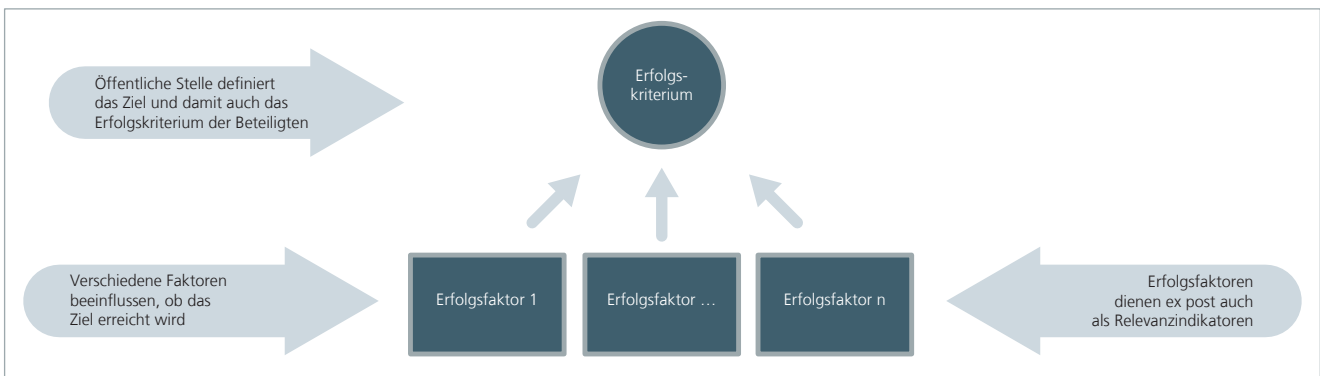 Öffentliche Stelle definiert
das Ziel und damit auch das
Erfolgskriterium der Beteiligten
Erfolgs-
kriterium
Verschiedene Faktoren
beeinflussen, ob das
Ziel erreicht wird
Erfolgsfaktor 1
Erfolgsfaktor …
Erfolgsfaktor n
Erfolgsfaktoren
dienen ex post auch
als Relevanzindikatoren